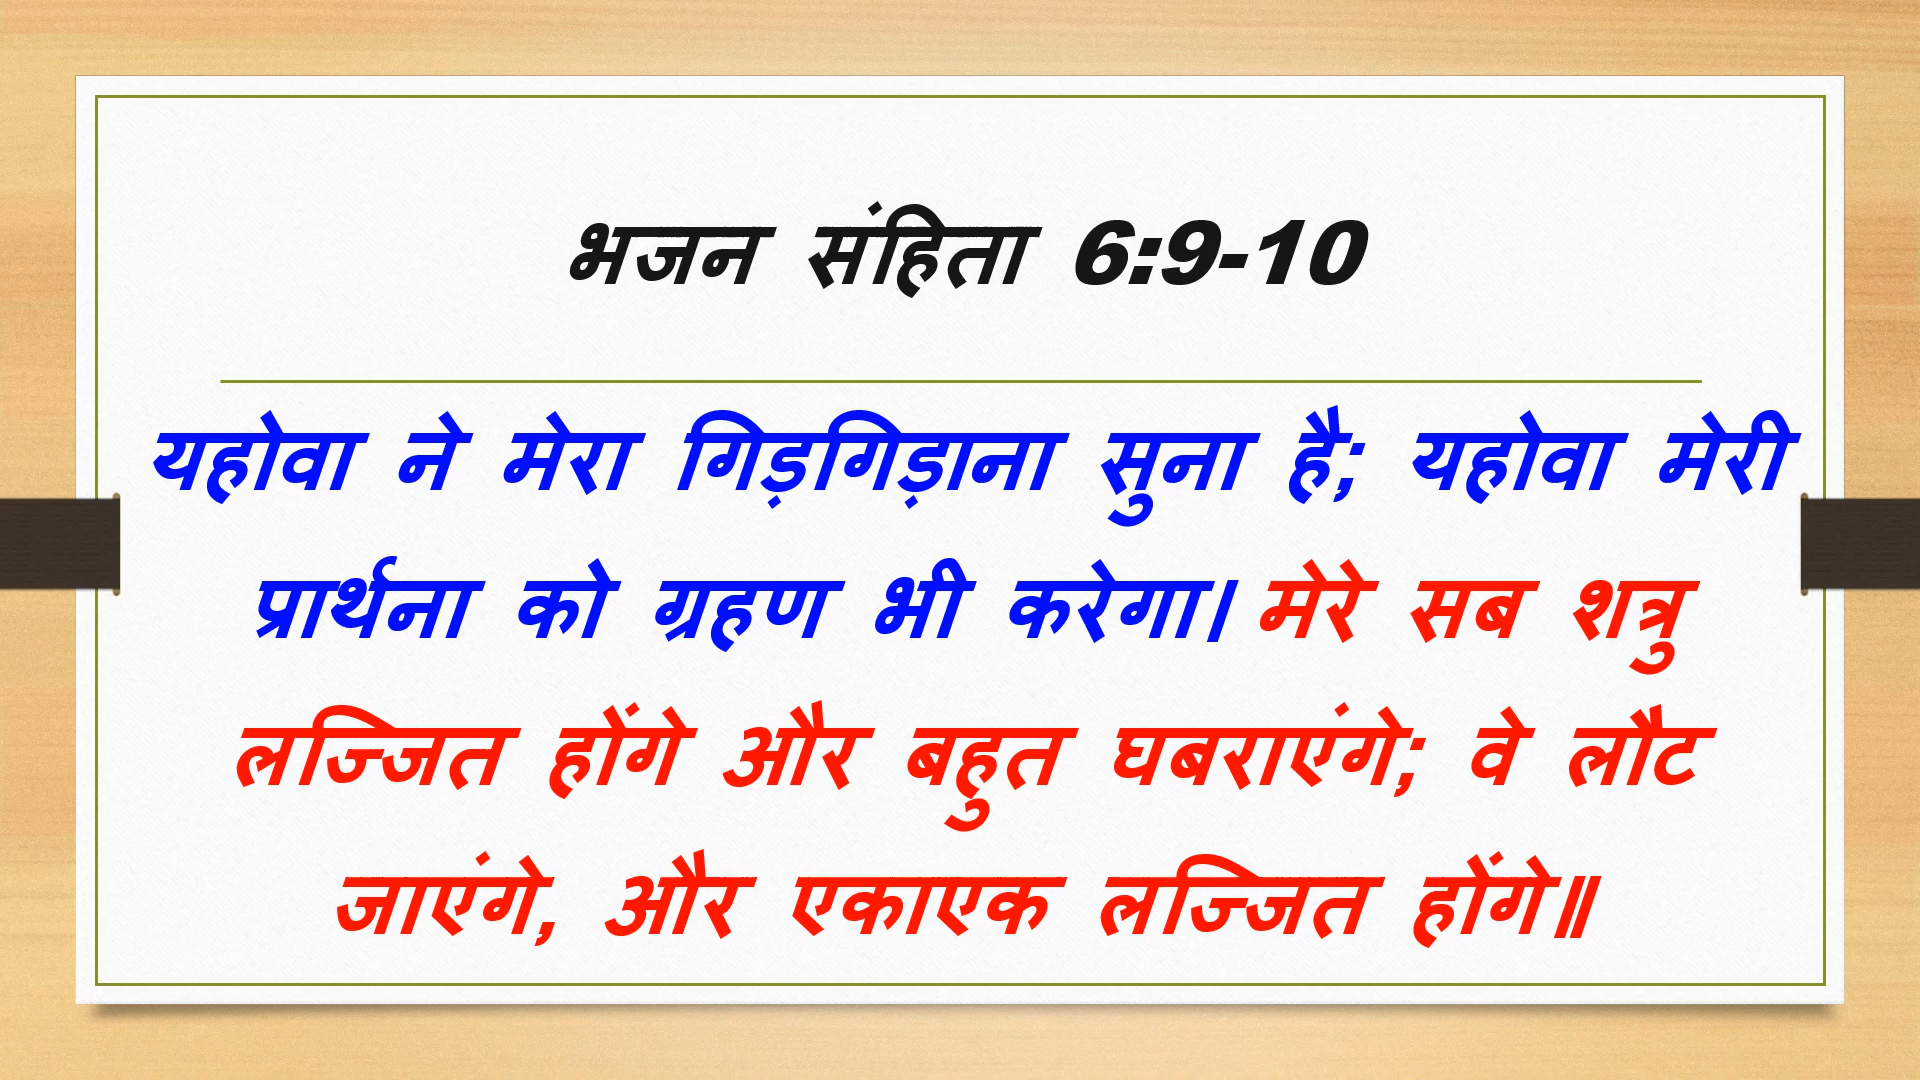 भजन संहिता 6:9-10
यहोवा ने मेरा गिड़गिड़ाना सुना है; यहोवा मेरी
प्रार्थना को ग्रहण भी करेगा। मेरे सब शत्रु
लज्जित होंगे और बहुत घबराएंगे; वे लौट
जाएंगे, और एकाएक लज्जित होंगे॥